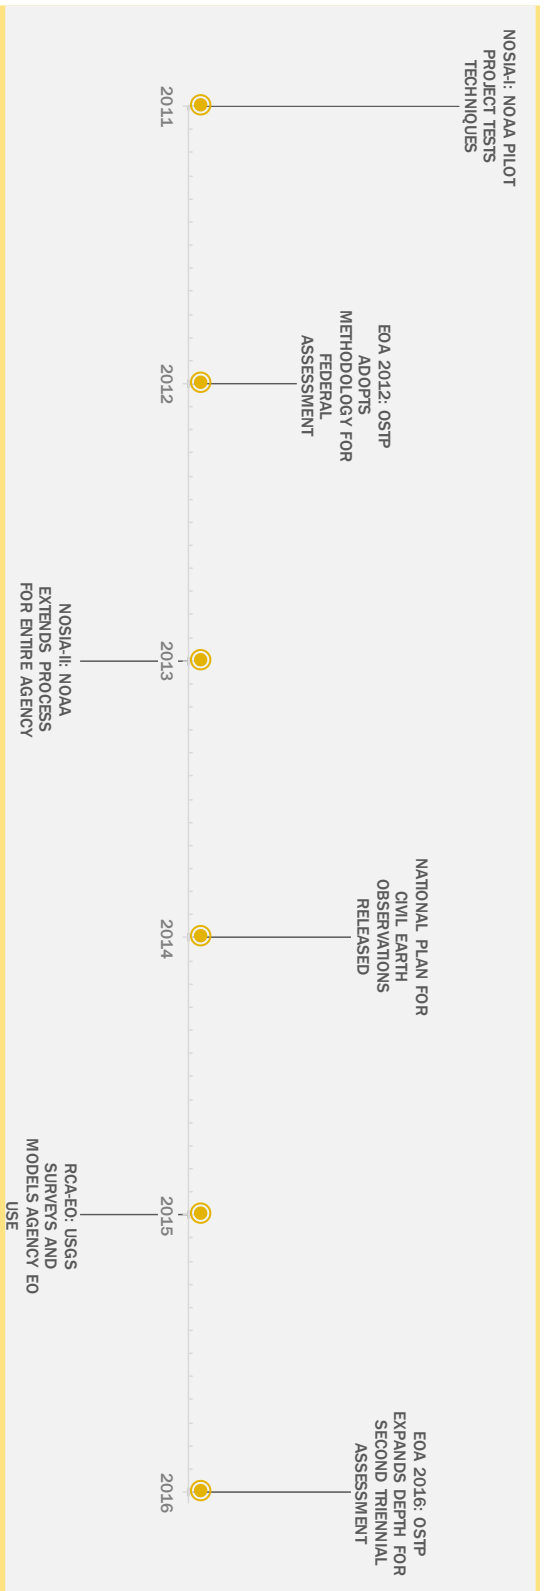 NOSIA-I: NOAA PILOT
PROJECT TESTS
TECHNIQUES
2011
EOA 2012: OSTP
ADOPTS
METHODOLOGY FOR
FEDERAL
ASSESSMENT
2012
2013
NOSIA-II: NOAA
EXTENDS PROCESS
FOR ENTIRE AGENCY
NATIONAL PLAN FOR
CIVIL EARTH
OBSERVATIONS
RELEASED
2014
2015
RCA-EO: USGS
SURVEYS AND
MODELS AGENCY EO
USE
EOA 2016: OSTP
EXPANDS DEPTH FOR
SECOND TRIENNIAL
ASSESSMENT
2016